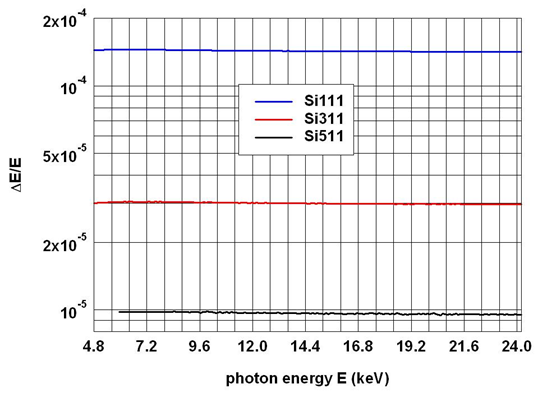 2x10⁻⁴
10⁻⁴
5x10⁻⁵
2x10⁻⁵
10⁻⁵
ΔE/E
Si111
Si311
Si511
4.8 7.2 9.6 12.0 14.4 16.8 19.2 21.6 24.0
photon energy E (keV)